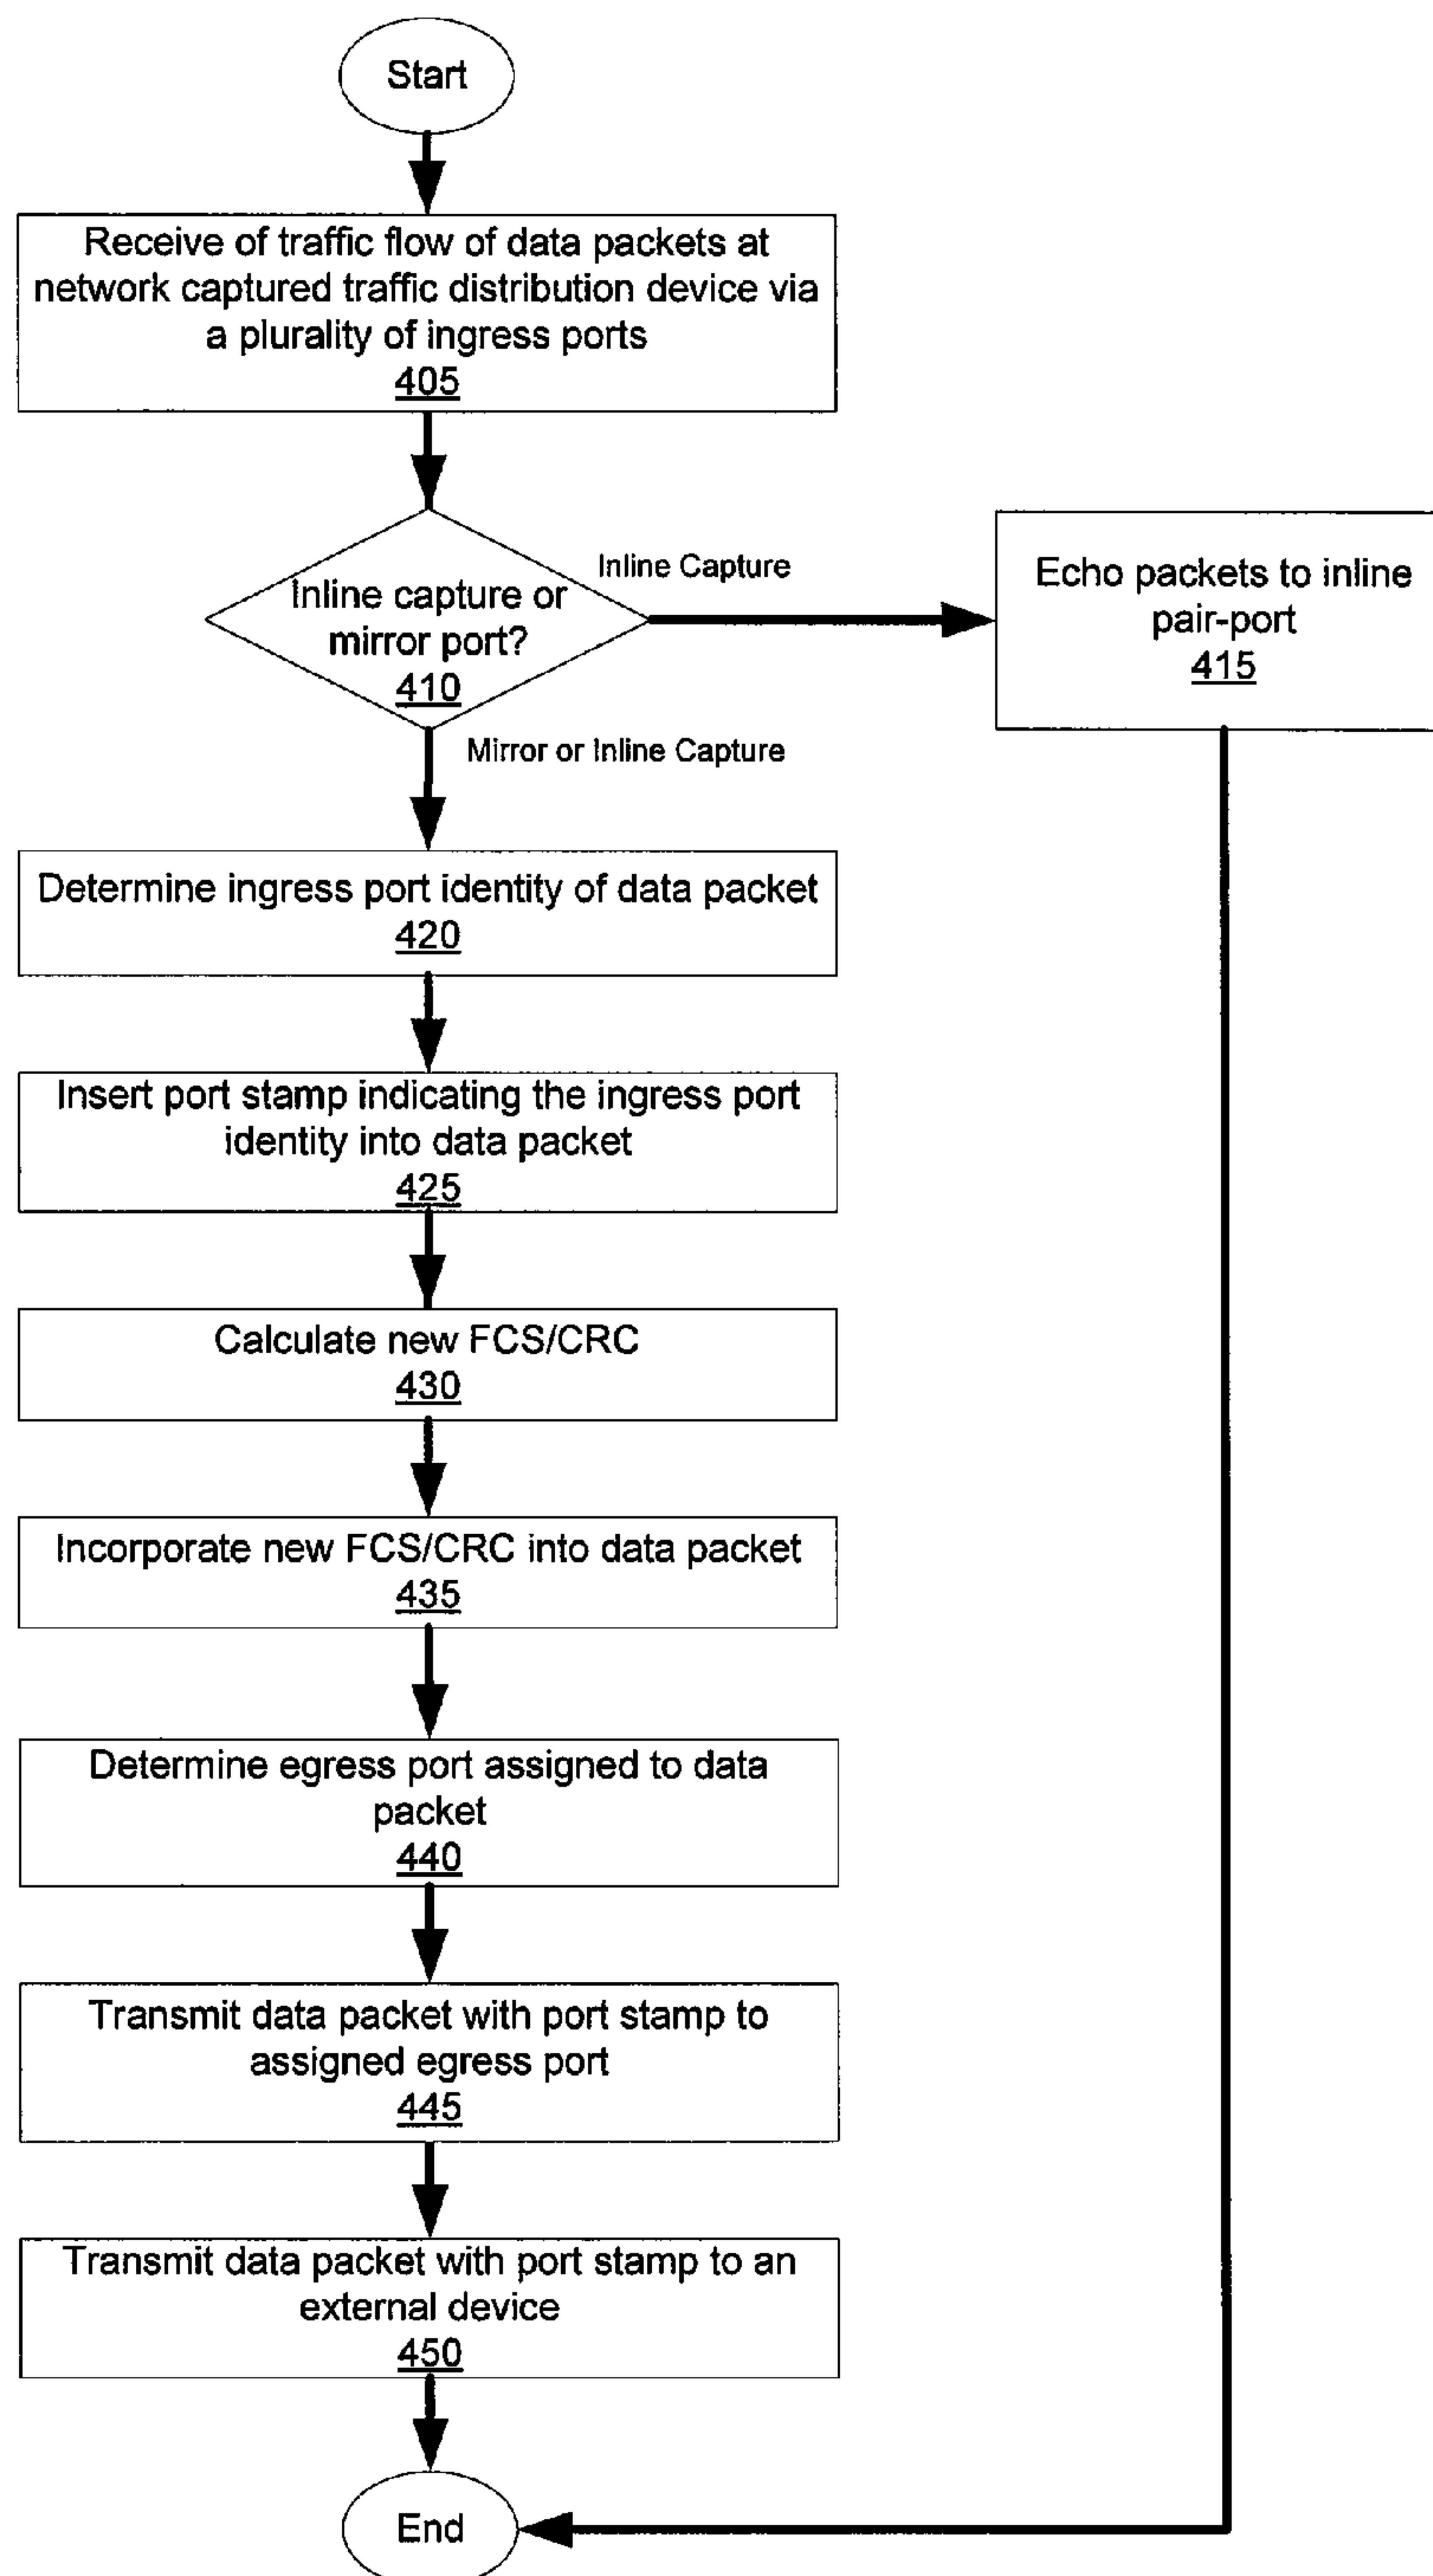 Start
Receive of traffic flow of data packets at
network captured traffic distribution device via
a plurality of ingress ports
405
Inline capture or
mirror port?
410
Inline Capture
Echo packets to inline
pair-port
415
Mirror or Inline Capture
Determine ingress port identity of data packet
420
Insert port stamp indicating the ingress port
identity into data packet
425
Calculate new FCS/CRC
430
Incorporate new FCS/CRC into data packet
435
Determine egress port assigned to data
packet
440
Transmit data packet with port stamp to
assigned egress port
445
Transmit data packet with port stamp to an
external device
450
End